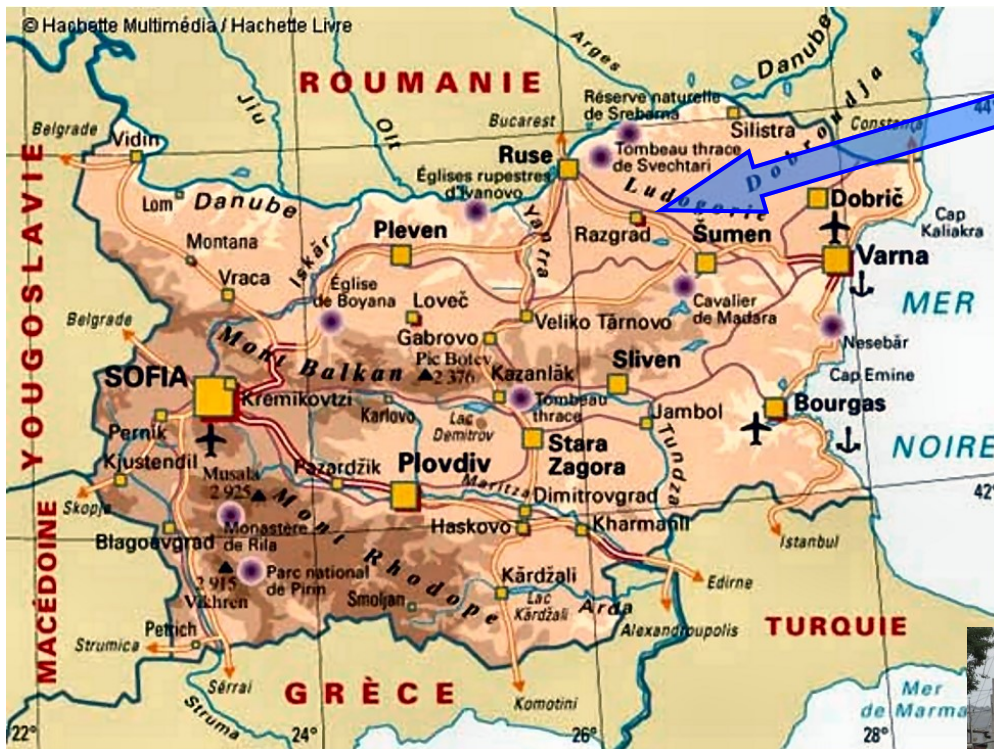 © Hachette Multimédia / Hachette Livre
ROUMANIE
Jiu
Olt
Arges
Danube
Dobroudja
44°
Constanța
Belgrade
Vidin
Bucarest
Réserve naturelle
de Srebarna
Silistra
Ruse
Tombeau thrace
de Svechtari
Églises rupestres
d'Ivanovo
Ludogorie
Dobrič
Lom
Danube
Razgrad
Cap
Kaliakra
Montana
Iskăr
Pleven
Yantra
Šumen
Varna
Vraca
Église
de Boyana
Loveč
Cavalier
de Madara
MER
Belgrade
Gabrovo
Veliko Tărnovo
Nesebăr
Mont Balkan
Pic Botev
2 376
Kazanlăk
Sliven
Cap Emine
SOFIA
Kremikovtzi
Karlovo
Tombeau
thrace
Jambol
Bourgas
Pernik
Lac
Demitrov
Stara
Zagora
Tundza
NOIRE
Kjustendil
Pazardžik
Plovdiv
Musala
2 925
Maritza
Dimitrovgrad
42°
Skopje
Mont Rhodope
Monastère
de Rila
Haskovo
Kharmanli
Istanbul
Blagoevgrad
2 915
Vikhren
Parc national
de Pirin
Smoljan
Kărdžali
Lac
Kărdžali
Arda
Edirne
Petrich
Strumica
Alexandroupolis
TURQUIE
Sérrai
Struma
GRÈCE
Komotini
Mer
de Marma
22°
24°
26°
28°
YOUGOSLAVIE
MACÉDOINE